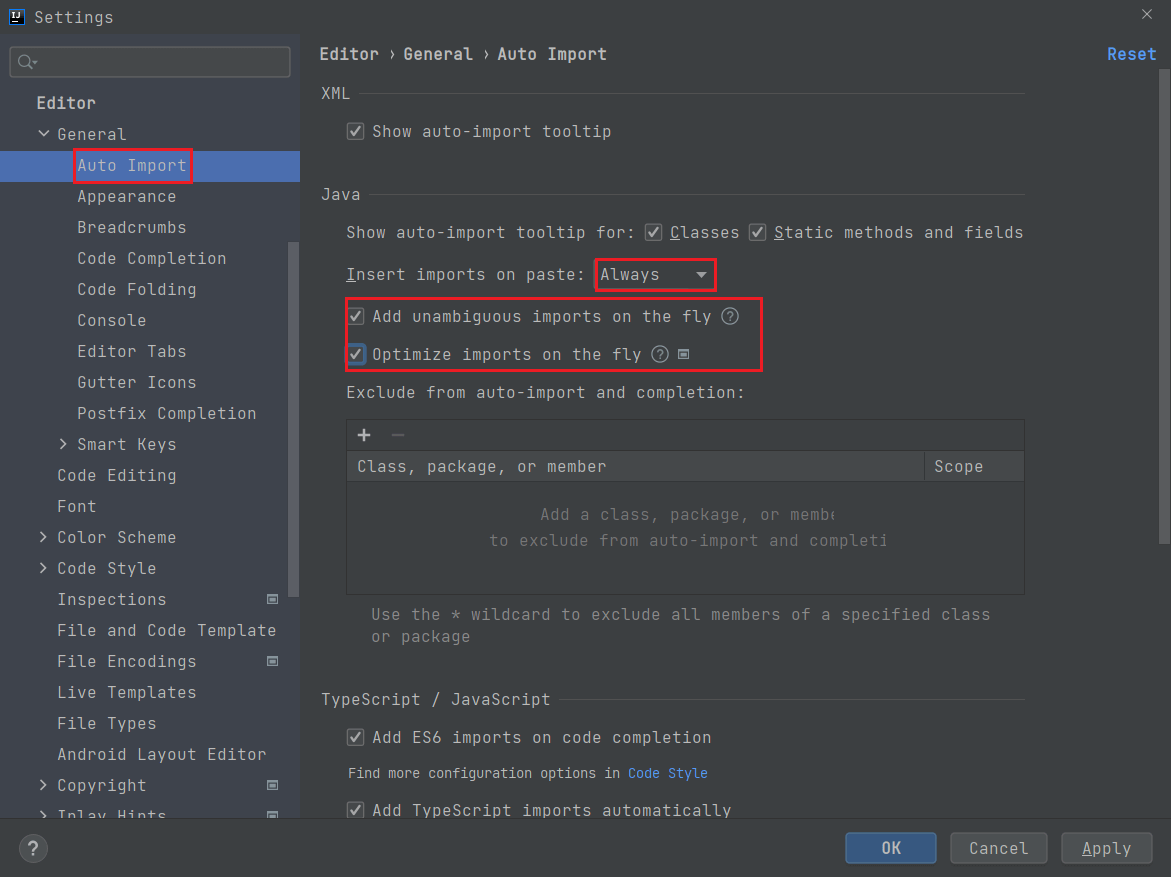 Settings
Editor
General
Auto Import
Appearance
Breadcrumbs
Code Completion
Code Folding
Console
Editor Tabs
Gutter Icons
Postfix Completion
Smart Keys
Code Editing
Font
Color Scheme
Code Style
Inspections
File and Code Template
File Encodings
Live Templates
File Types
Android Layout Editor
Copyright
Inlay Hints
Editor › General › Auto Import
Reset
XML
Show auto-import tooltip
Java
Show auto-import tooltip for: Classes Static methods and fields
Insert imports on paste: Always
Add unambiguous imports on the fly ?
Optimize imports on the fly ?
Exclude from auto-import and completion:
Class, package, or member Scope
Add a class, package, or membe
to exclude from auto-import and completi
Use the * wildcard to exclude all members of a specified class
or package
TypeScript / JavaScript
Add ES6 imports on code completion
Find more configuration options in Code Style
Add TypeScript imports automatically
? OK Cancel Apply